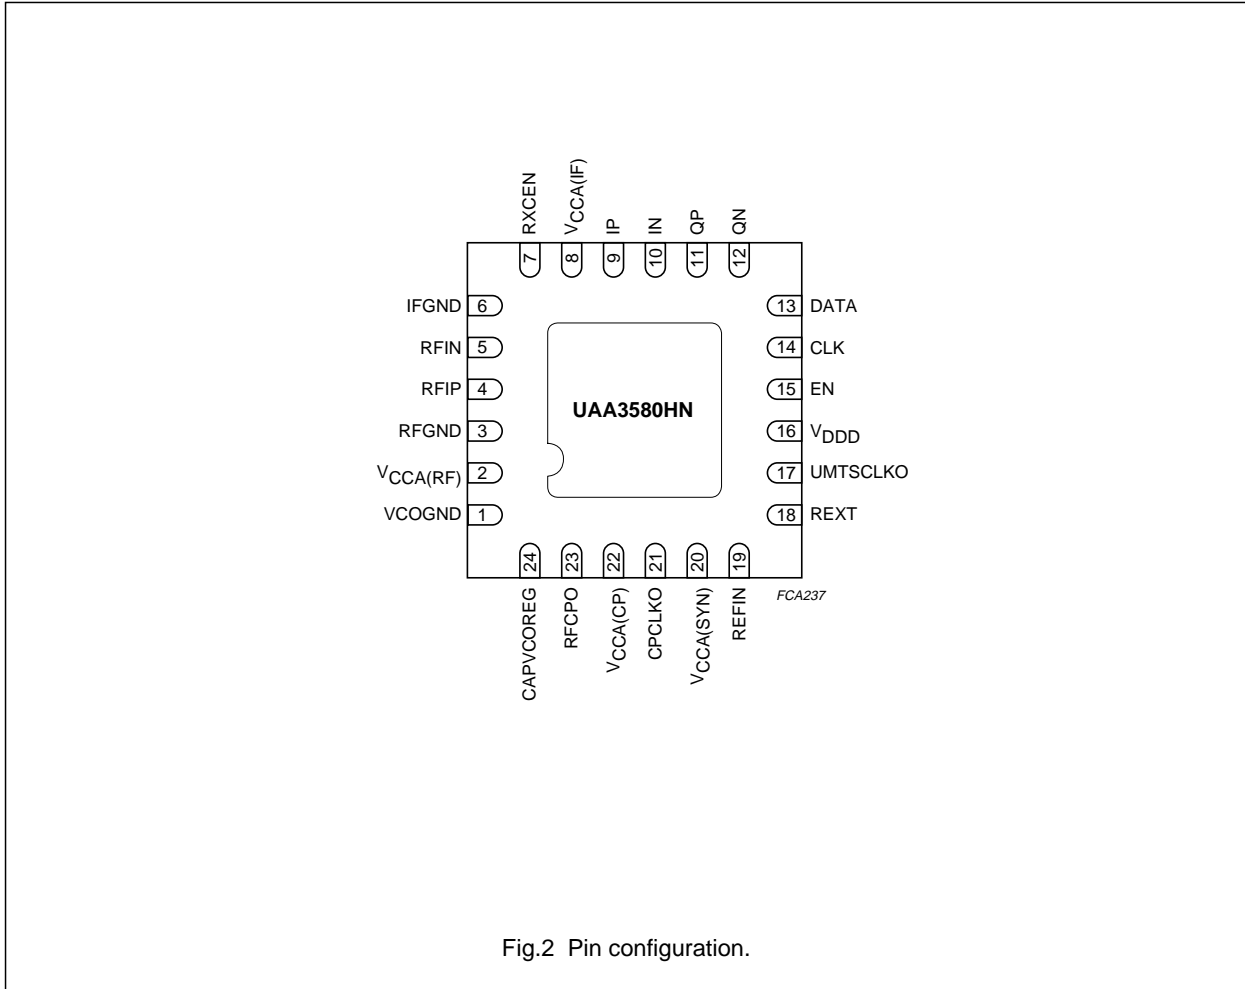 RXCEN
VCCA(IF)
IP
IN
QP
QN
7
8
9
10
11
12
IFGND 6
13 DATA
RFIN 5
14 CLK
RFIP 4
15 EN
UAA3580HN
RFGND 3
16 VDDD
VCCA(RF) 2
17 UMTSCLKO
VCOGND 1
18 REXT
24
23
22
21
20
19
CAPVCOREG
RFCPO
VCCA(CP)
CPCLKO
VCCA(SYN)
REFIN
FCA237
Fig.2 Pin configuration.